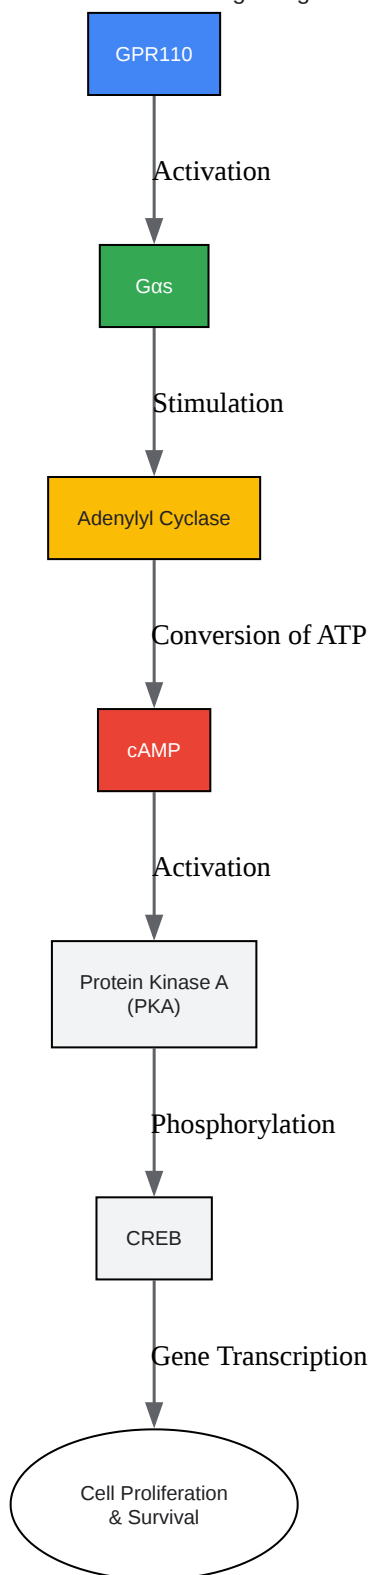 GPR110
Activation
Gαs
Stimulation
Adenylyl Cyclase
Conversion of ATP
cAMP
Activation
Protein Kinase A
(PKA)
Phosphorylation
CREB
Gene Transcription
Cell Proliferation
& Survival